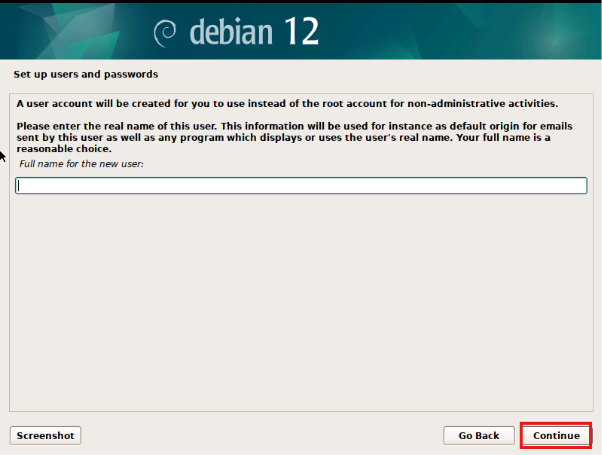 debian 12
Set up users and passwords
A user account will be created for you to use instead of the root account for non-administrative activities.
Please enter the real name of this user. This information will be used for instance as default origin for emails
sent by this user as well as any program which displays or uses the user's real name. Your full name is a
reasonable choice.
Full name for the new user:
Screenshot
Go Back
Continue